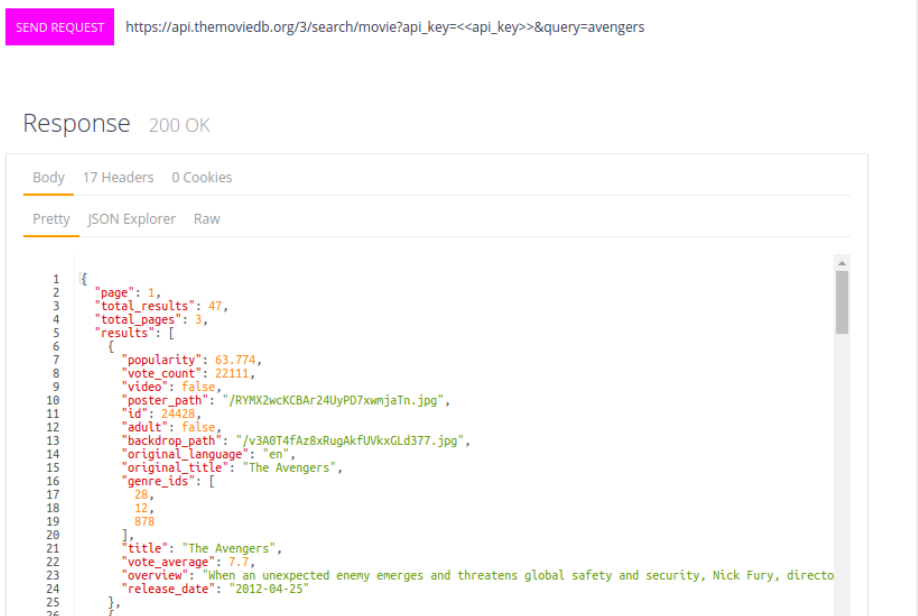 SEND REQUEST https://api.themoviedb.org/3/search/movie?api_key=<<api_key>>&query=avengers
Response 200 OK
Body 17 Headers 0 Cookies
Pretty JSON Explorer Raw
1 {
2 "page": 1,
3 "total_results": 47,
4 "total_pages": 3,
5 "results": [
6 {
7 "popularity": 63.774,
8 "vote_count": 22111,
9 "video": false,
10 "poster_path": "/RYMX2wcKCBAr24UyPD7xwmjaTn.jpg",
11 "id": 24428,
12 "adult": false,
13 "backdrop_path": "/v3A0T4fAz8xRugAkfUVkxGLd377.jpg",
14 "original_language": "en",
15 "original_title": "The Avengers",
16 "genre_ids": [
17 28,
18 12,
19 878
20 ],
21 "title": "The Avengers",
22 "vote_average": 7.7,
23 "overview": "When an unexpected enemy emerges and threatens global safety and security, Nick Fury, directo
24 "release_date": "2012-04-25"
25 },
26 {